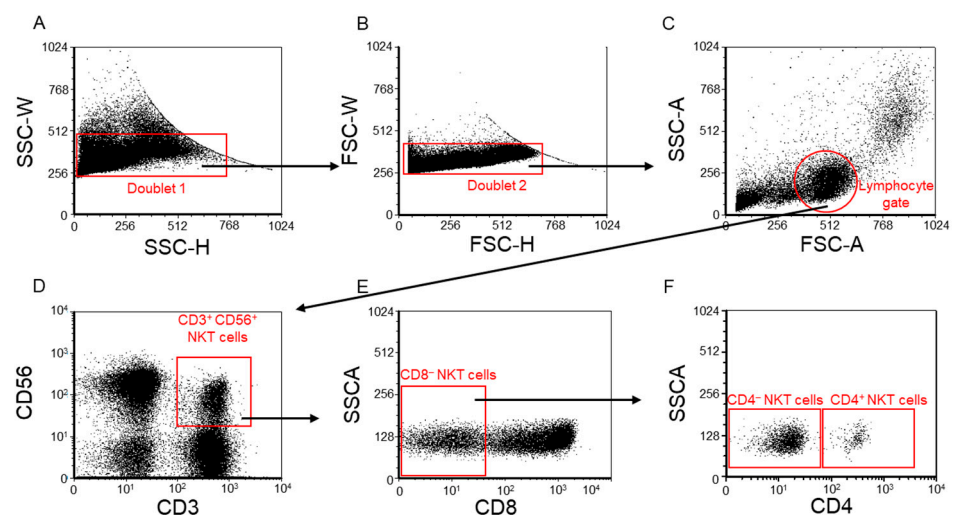 A
1024
768
512
256
0
SSC-W
Doublet 1
256
512
768
1024
SSC-H
B
1024
768
512
256
0
FSC-W
Doublet 2
256
512
768
1024
FSC-H
C
1024
768
512
256
0
SSC-A
Lymphocyte
gate
256
512
768
1024
FSC-A
D
10⁴
10³
10²
10¹
0
CD56
CD3⁺ CD56⁺
NKT cells
0
10¹
10²
10³
10⁴
CD3
E
1024
512
256
128
0
SSCA
CD8⁻ NKT cells
0
10¹
10²
10³
10⁴
CD8
F
1024
512
256
128
0
SSCA
CD4⁻ NKT cells
CD4⁺ NKT cells
0
10¹
10²
10³
10⁴
CD4